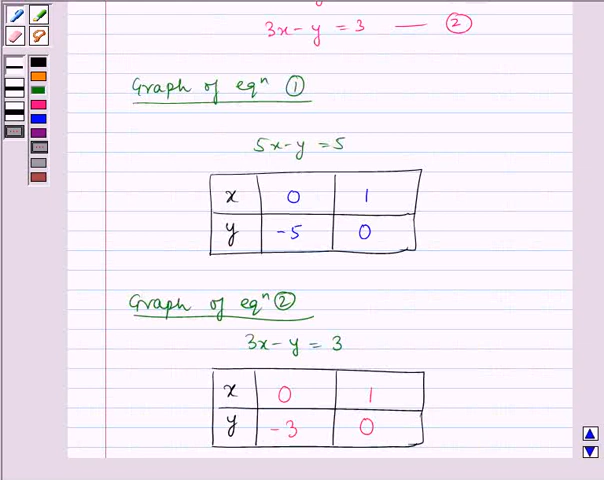 3x - y = 3 — ②
Graph of eqⁿ ①
5x - y = 5
x 0 1
y -5 0
Graph of eqⁿ ②
3x - y = 3
x 0 1
y -3 0